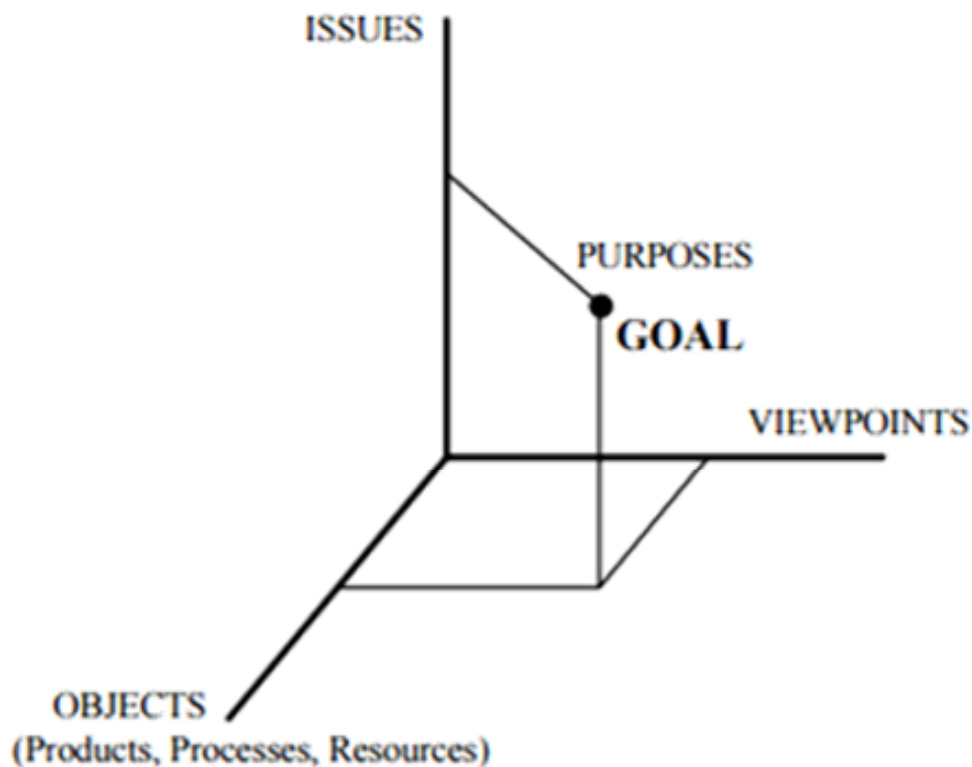 ISSUES
PURPOSES
GOAL
VIEWPOINTS
OBJECTS
(Products, Processes, Resources)